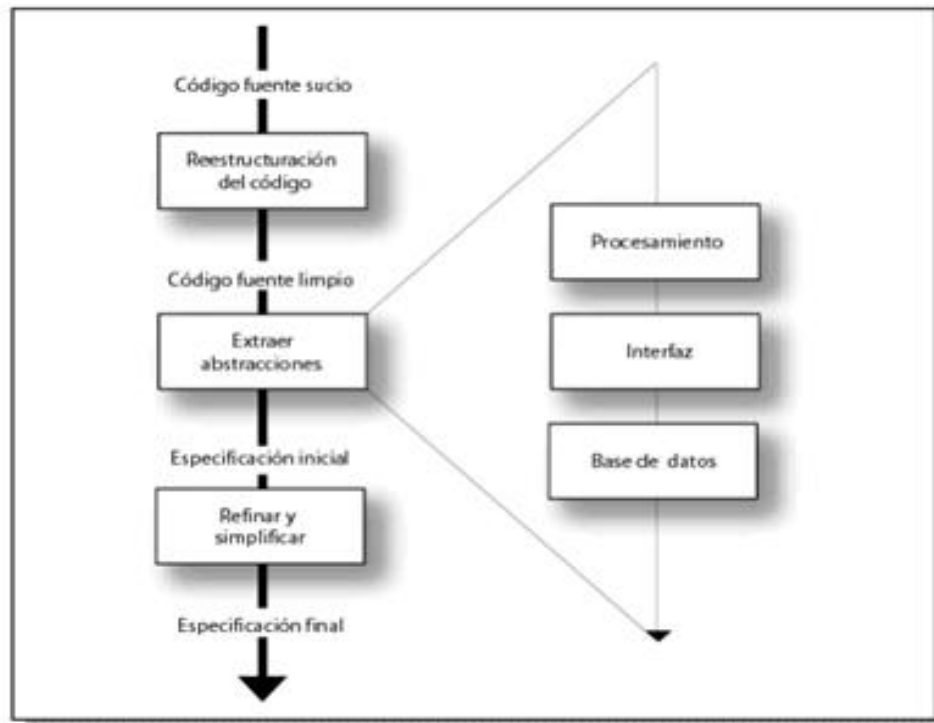 Código fuente sucio
Reestructuración
del código
Código fuente limpio
Extraer
abstracciones
Especificación inicial
Refinar y
simplificar
Especificación final
Procesamiento
Interfaz
Base de datos